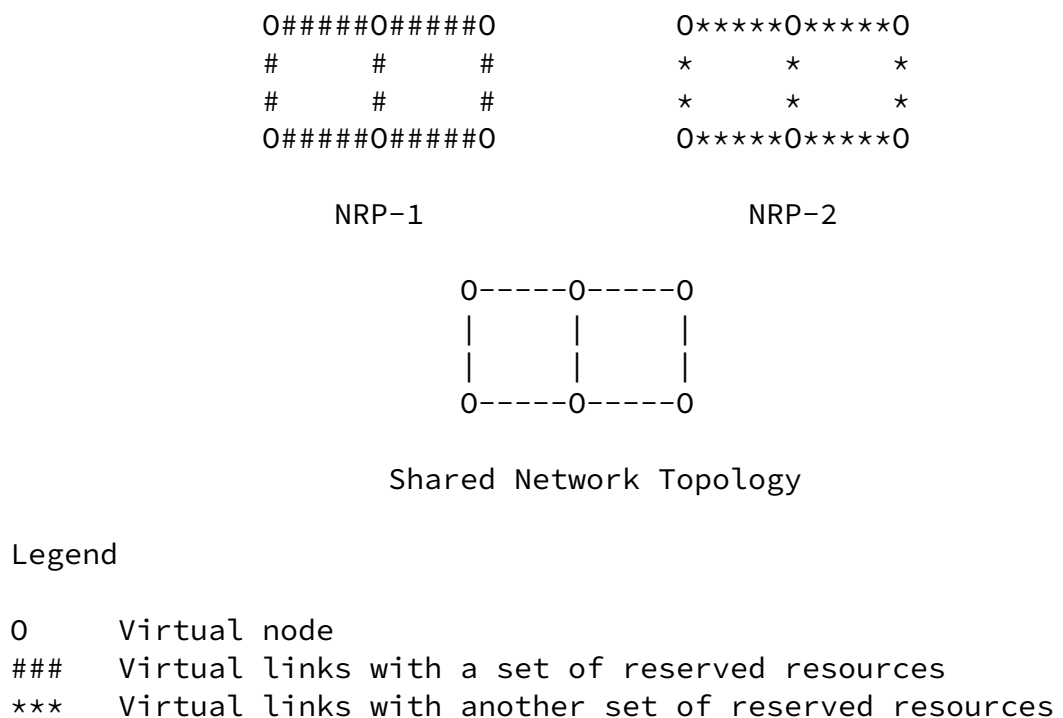 O#####O#####O          O*****O*****O
#     #     #          *     *     *
#     #     #          *     *     *
O#####O#####O          O*****O*****O
NRP-1                  NRP-2
O-----O-----O
|     |     |
|     |     |
O-----O-----O
Shared Network Topology
Legend
O     Virtual node
###   Virtual links with a set of reserved resources
***   Virtual links with another set of reserved resources